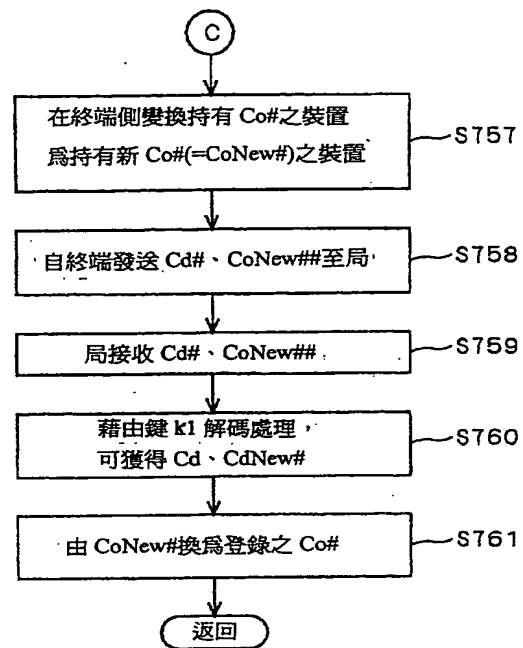 C
在終端側變換持有 Co#之裝置
爲持有新 Co#(=CoNew#)之裝置
S757
自終端發送 Cd#、CoNew##至局
S758
局接收 Cd#、CoNew##
S759
藉由鍵 k1 解碼處理，
可獲得 Cd、CdNew#
S760
由 CoNew#換爲登錄之 Co#
S761
返回